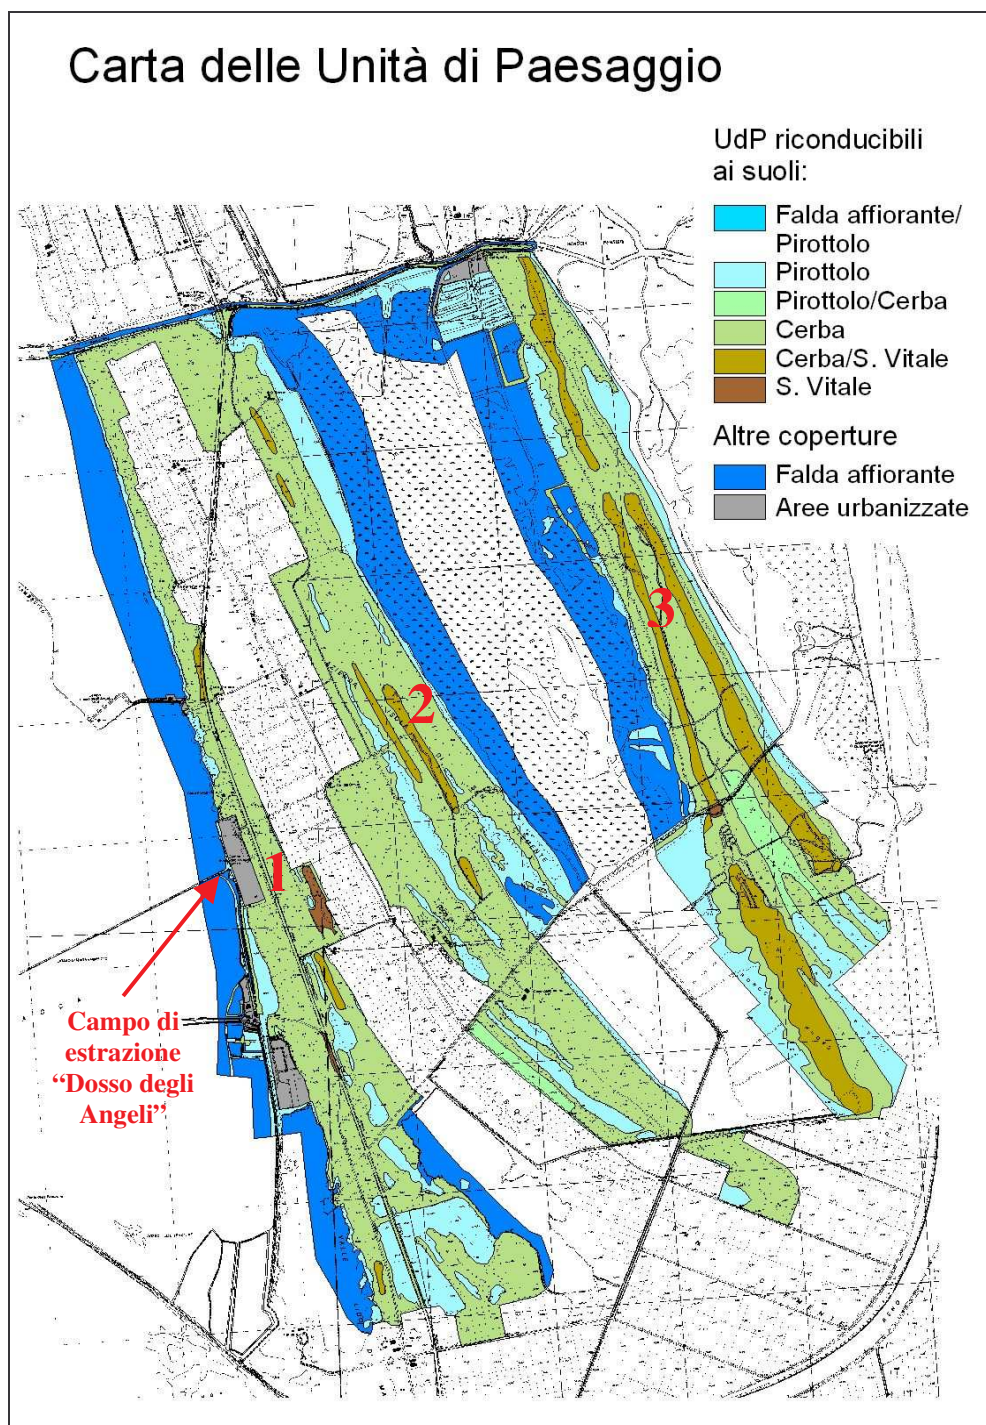 Carta delle Unità di Paesaggio
UdP riconducibili
ai suoli:
Falda affiorante/
Pirottolo
Pirottolo
Pirottolo/Cerba
Cerba
Cerba/S. Vitale
S. Vitale
Altre coperture
Falda affiorante
Aree urbanizzate
3
2
1
Campo di
estrazione
“Dosso degli
Angeli”
VALLE